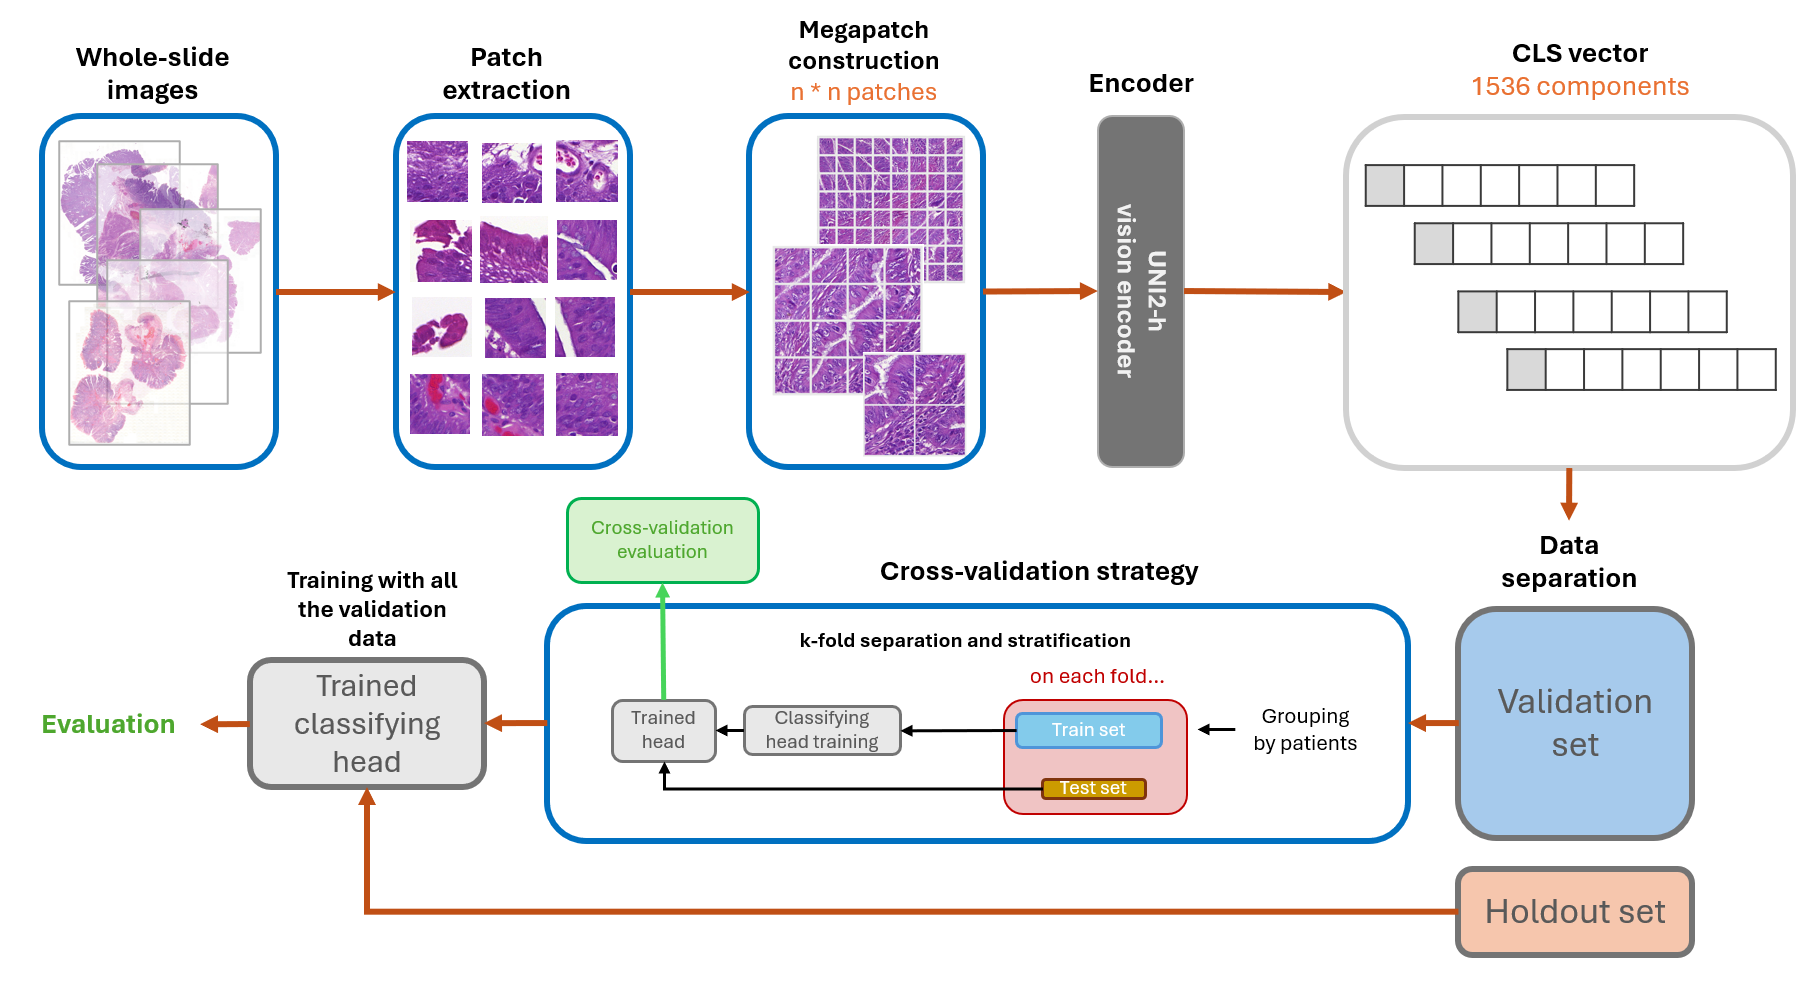 Whole-slide
images
Patch
extraction
Megapatch
construction
n * n patches
Encoder
UNI2-h
vision encoder
CLS vector
1536 components
Data
separation
Validation
set
Holdout set
Cross-validation strategy
k-fold separation and stratification
on each fold...
Grouping
by patients
Train set
Test set
Classifying
head training
Trained
head
Cross-validation
evaluation
Training with all
the validation
data
Trained
classifying
head
Evaluation